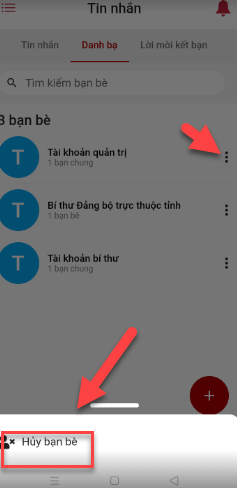 Tin nhắn
Tin nhắn Danh bạ Lời mời kết bạn
Tìm kiếm bạn bè
3 bạn bè
T
Tài khoản quản trị
1 bạn chung
T
Bí thư Đảng bộ trực thuộc tỉnh
1 bạn bè
T
Tài khoản bí thư
1 bạn chung
+
Hủy bạn bè